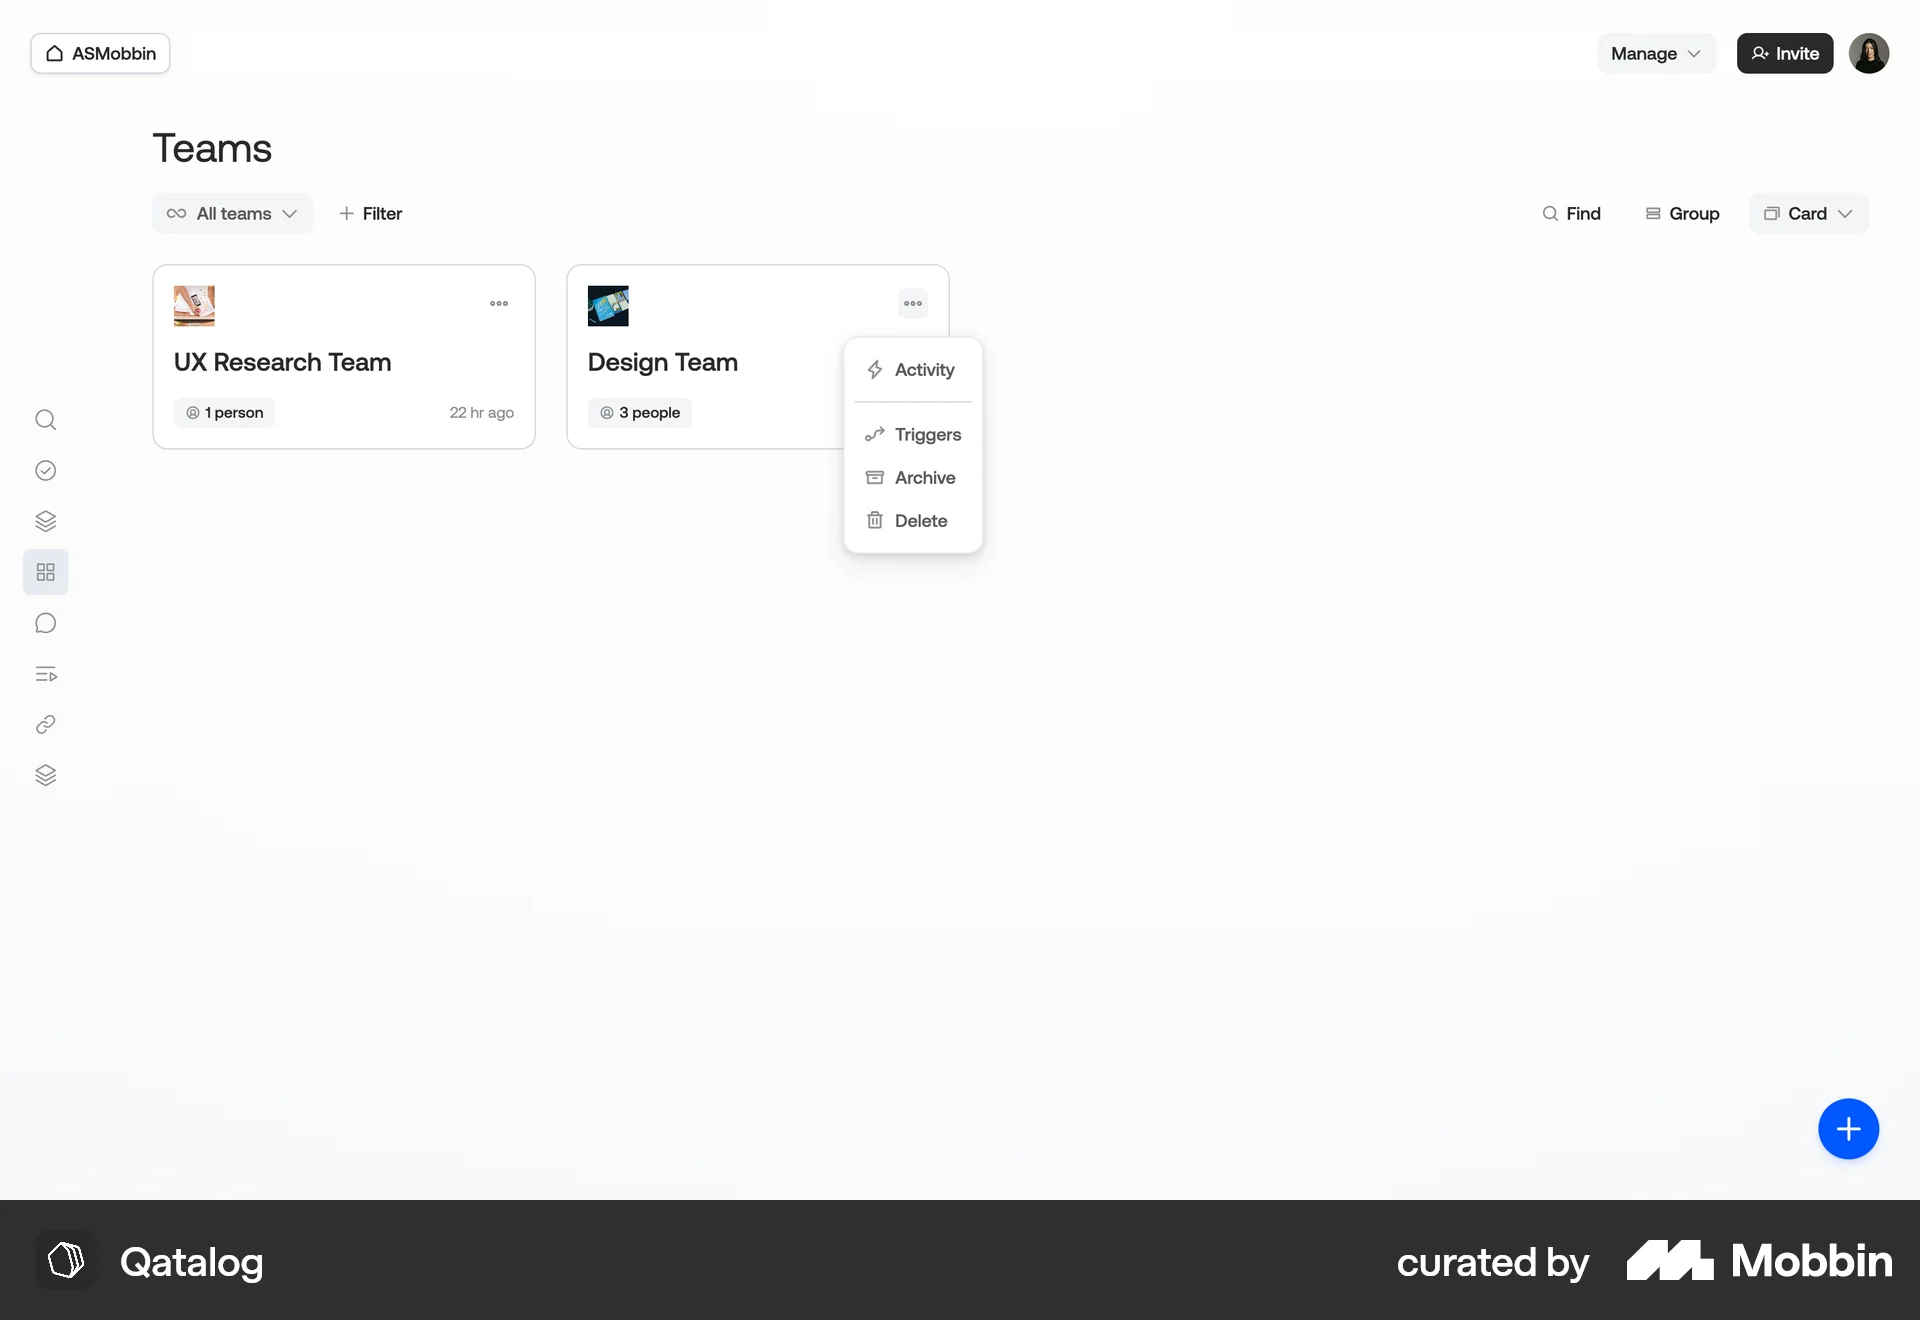 ASMobbin
Manage
Invite
Teams
All teams
Filter
Find
Group
Card
UX Research Team
1 person
22 hr ago
Design Team
3 people
Activity
Triggers
Archive
Delete
Qatalog
curated by
Mobbin